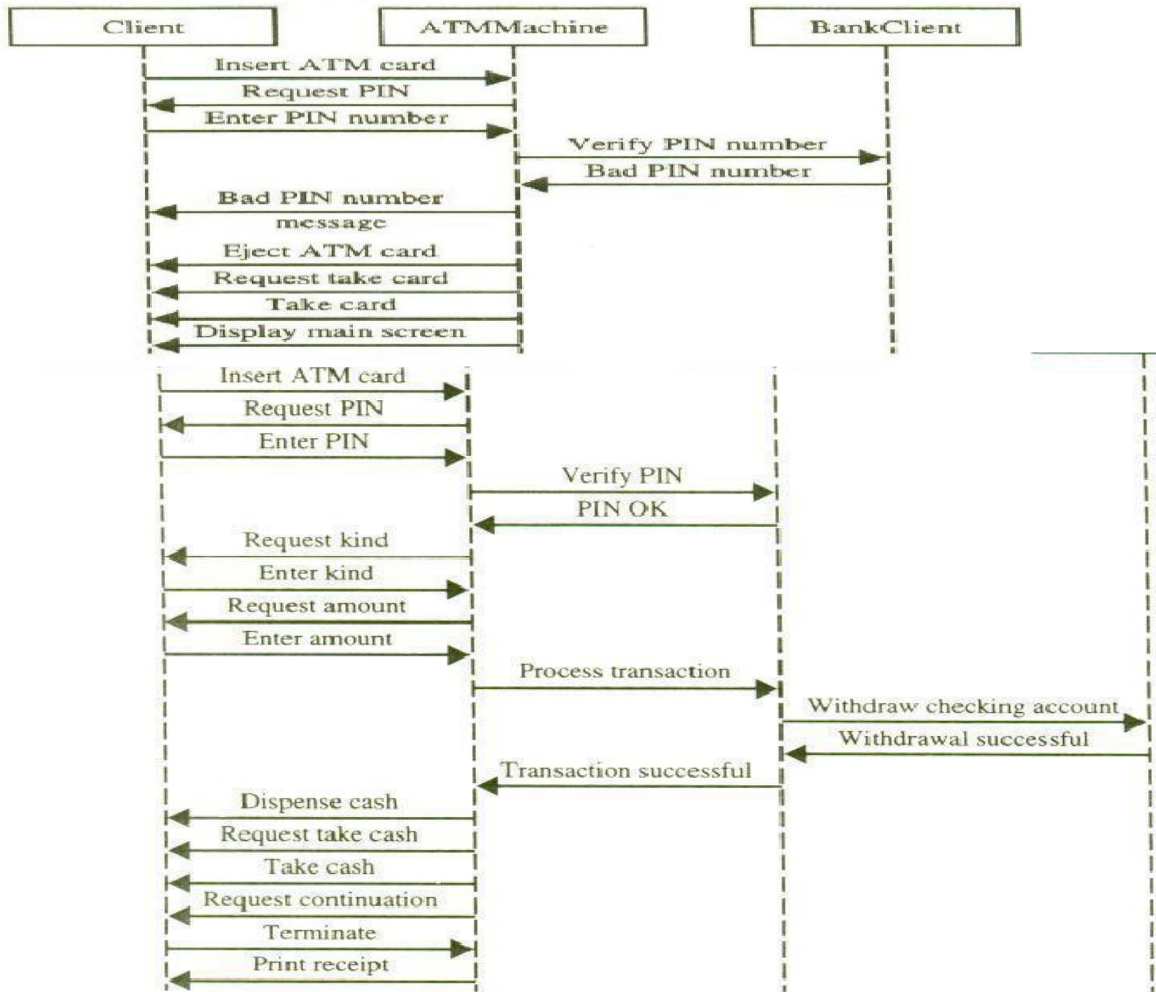 Client ATMMachine BankClient
Insert ATM card
Request PIN
Enter PIN number
Verify PIN number
Bad PIN number
Bad PIN number
message
Eject ATM card
Request take card
Take card
Display main screen
Insert ATM card
Request PIN
Enter PIN
Verify PIN
PIN OK
Request kind
Enter kind
Request amount
Enter amount
Process transaction
Withdraw checking account
Withdrawal successful
Transaction successful
Dispense cash
Request take cash
Take cash
Request continuation
Terminate
Print receipt